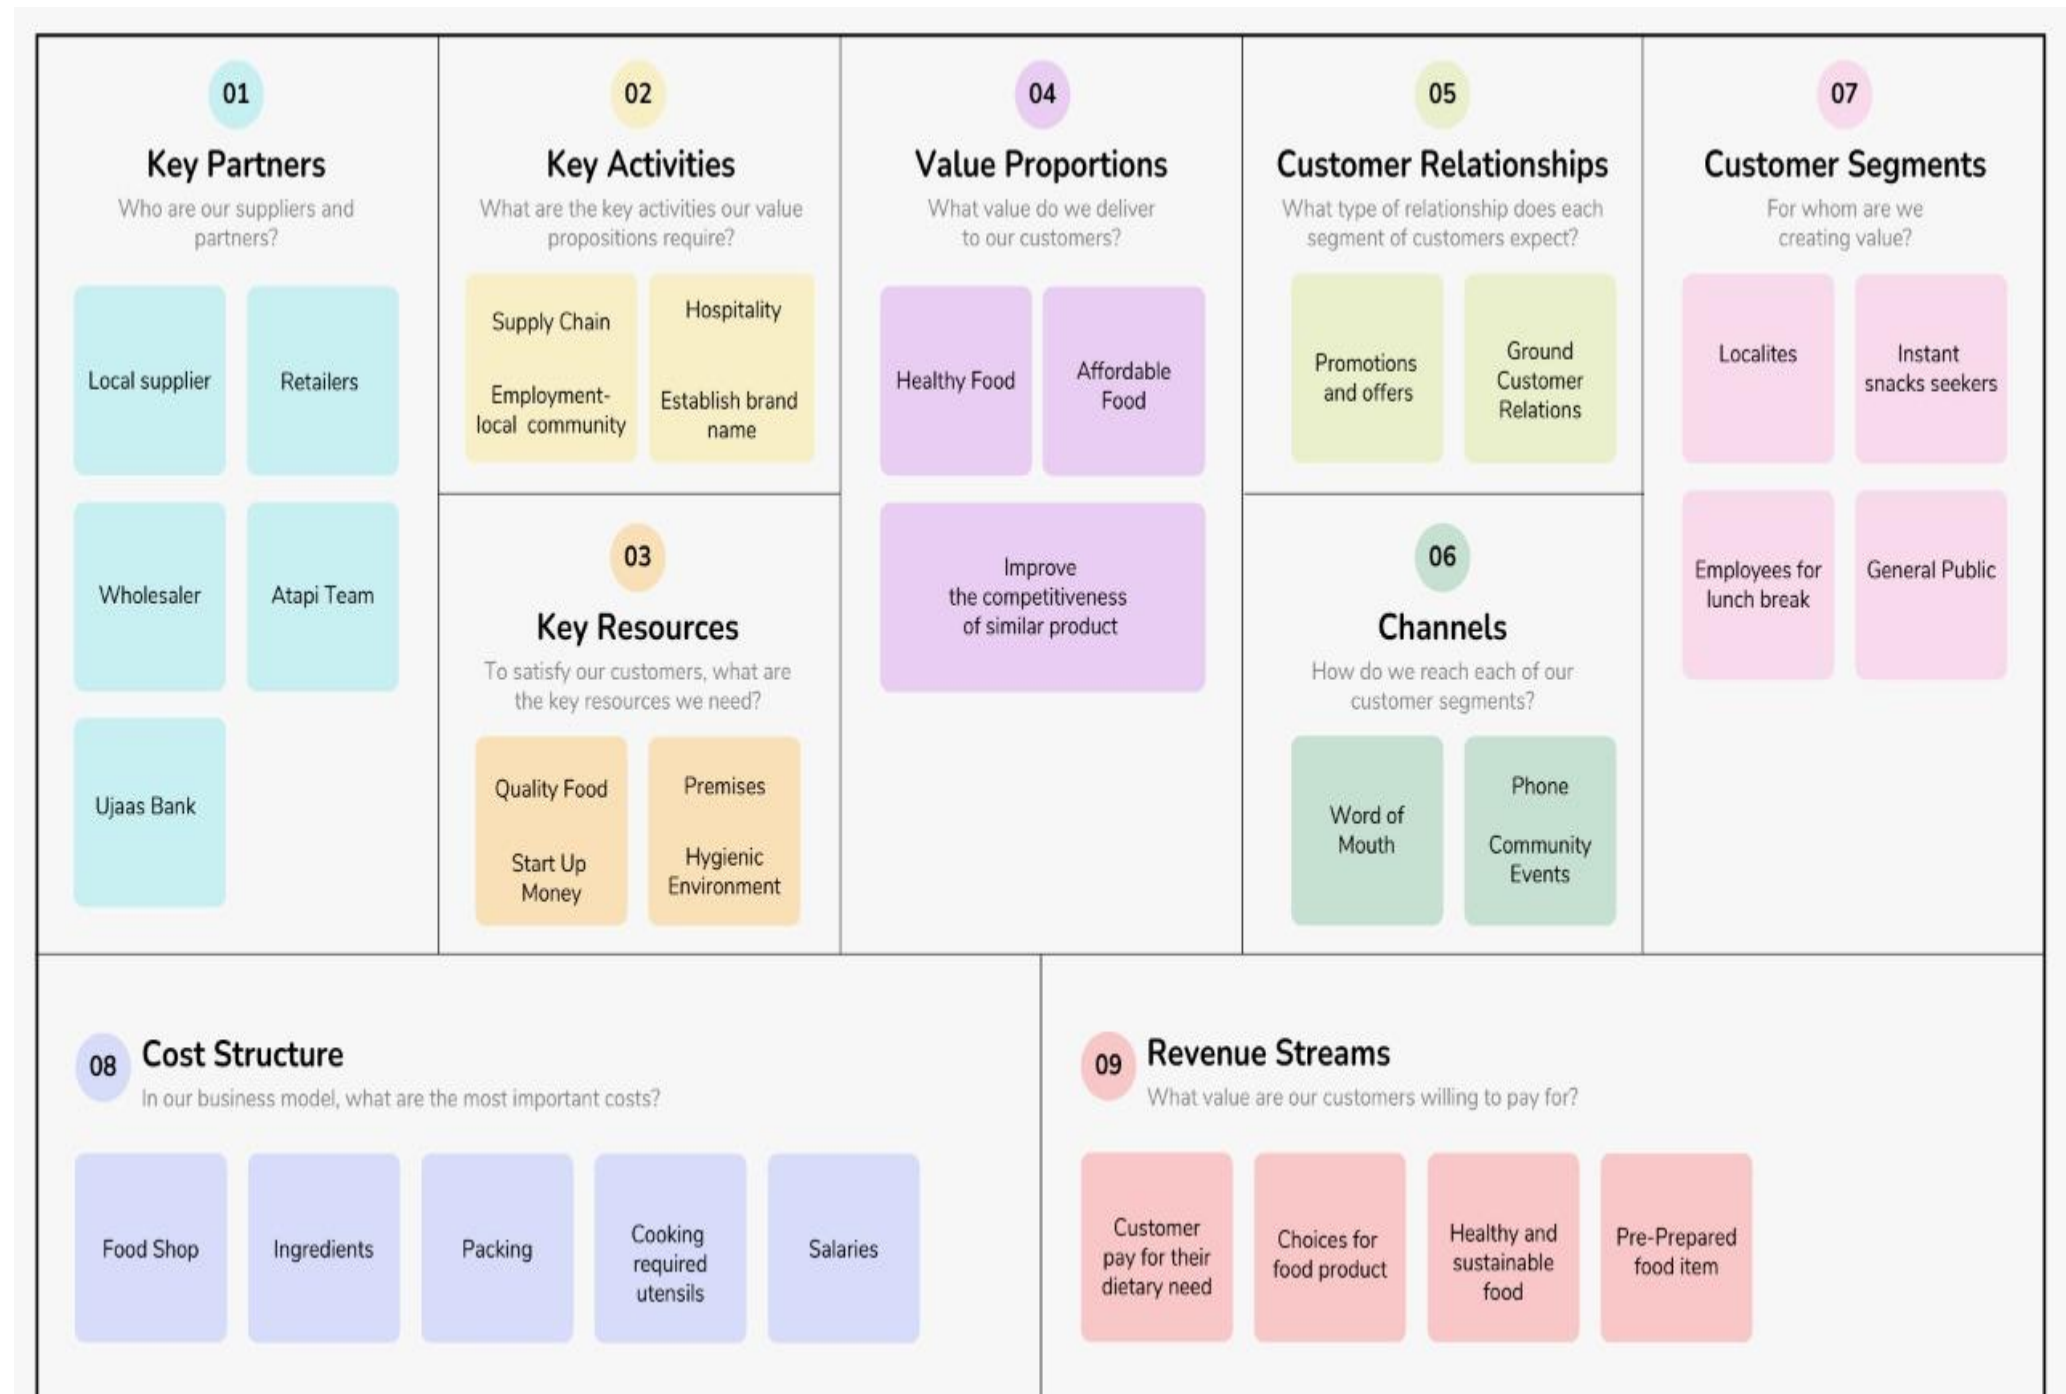 01
Key Partners
Who are our suppliers and
partners?
Local supplier
Retailers
Wholesaler
Atapi Team
Ujaas Bank
02
Key Activities
What are the key activities our value
propositions require?
Supply Chain
Employment-
local community
Hospitality
Establish brand
name
03
Key Resources
To satisfy our customers, what are
the key resources we need?
Quality Food
Start Up
Money
Premises
Hygienic
Environment
04
Value Proportions
What value do we deliver
to our customers?
Healthy Food
Affordable
Food
Improve
the competitiveness
of similar product
05
Customer Relationships
What type of relationship does each
segment of customers expect?
Promotions
and offers
Ground
Customer
Relations
06
Channels
How do we reach each of our
customer segments?
Word of
Mouth
Phone
Community
Events
07
Customer Segments
For whom are we
creating value?
Localites
Instant
snacks seekers
Employees for
lunch break
General Public
08
Cost Structure
In our business model, what are the most important costs?
Food Shop
Ingredients
Packing
Cooking
required
utensils
Salaries
09
Revenue Streams
What value are our customers willing to pay for?
Customer
pay for their
dietary need
Choices for
food product
Healthy and
sustainable
food
Pre-Prepared
food item